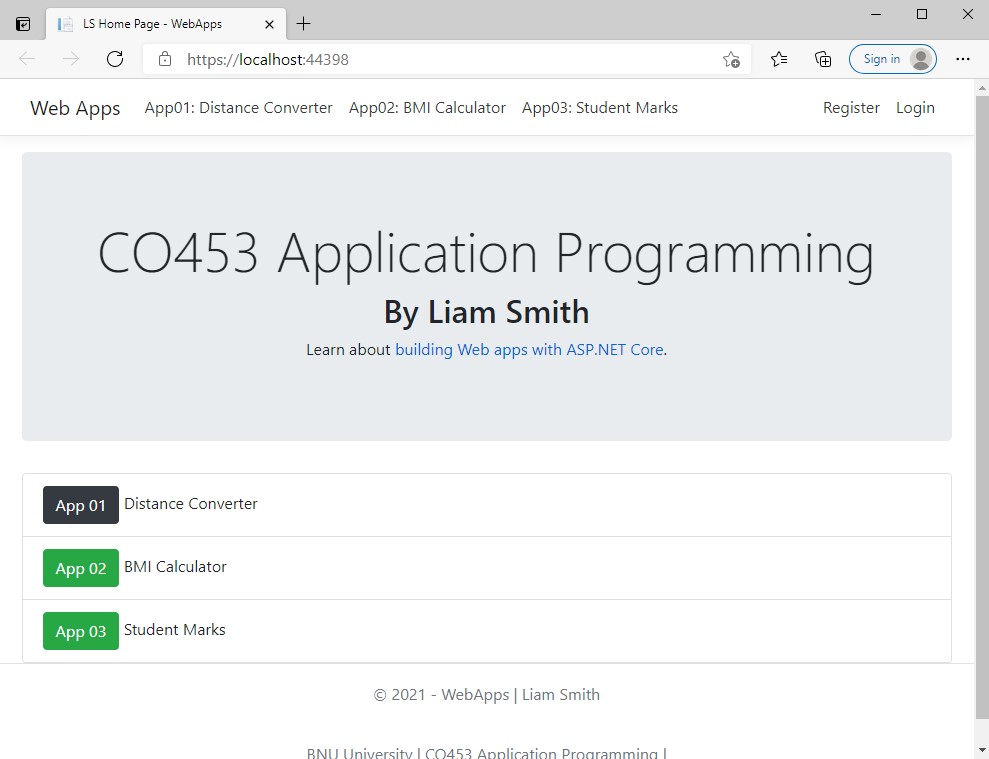 LS Home Page - WebApps
https://localhost:44398
Sign in
Web Apps App01: Distance Converter App02: BMI Calculator App03: Student Marks Register Login
CO453 Application Programming
By Liam Smith
Learn about building Web apps with ASP.NET Core.
App 01 Distance Converter
App 02 BMI Calculator
App 03 Student Marks
© 2021 - WebApps | Liam Smith
BNU University | CO453 Application Programming |